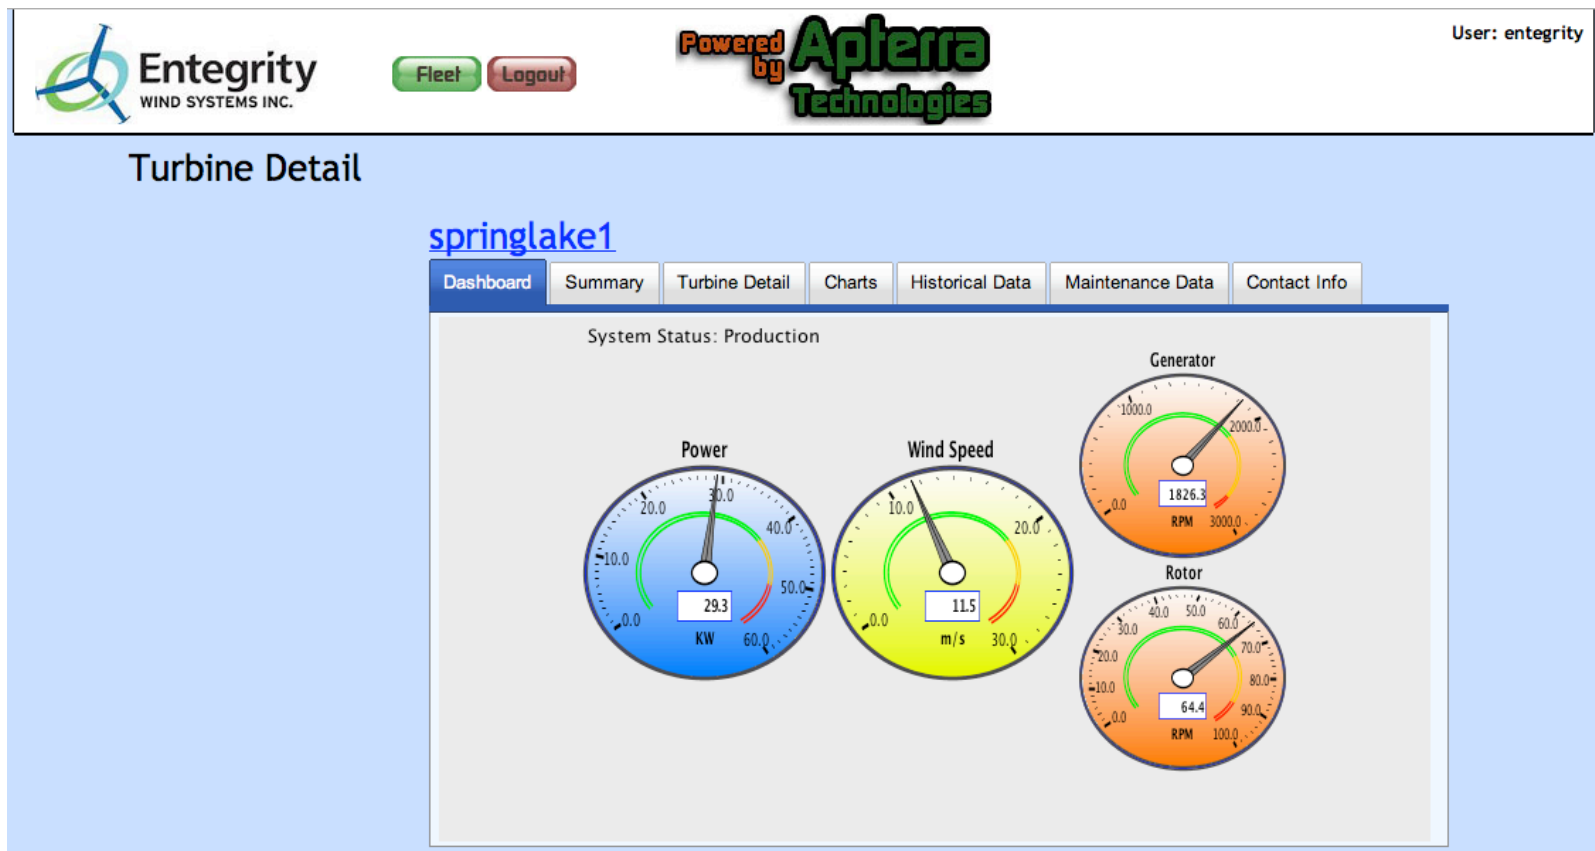 Entegrity
WIND SYSTEMS INC.
Fleet
Logout
Powered
by
Apterra
Technologies
User: entegrity
Turbine Detail
springlake1
Dashboard
Summary
Turbine Detail
Charts
Historical Data
Maintenance Data
Contact Info
System Status: Production
Power
0.0
10.0
20.0
30.0
40.0
50.0
60.0
29.3
KW
Wind Speed
0.0
10.0
20.0
30.0
11.5
m/s
Generator
0.0
1000.0
2000.0
3000.0
1826.3
RPM
Rotor
0.0
10.0
20.0
30.0
40.0
50.0
60.0
70.0
80.0
90.0
100.0
64.4
RPM